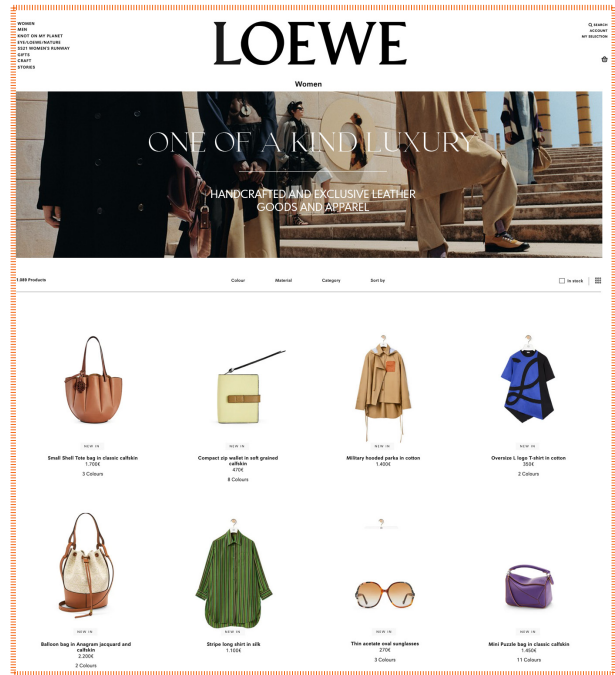 WOMEN
MEN
KNOT ON MY PLANET
EYE/LOEWE/NATURE
SS21 WOMEN'S RUNWAY
GIFTS
CRAFT
STORIES
LOEWE
SEARCH
ACCOUNT
MY SELECTION
Women
ONE OF A KIND LUXURY
HANDCRAFTED AND EXCLUSIVE LEATHER
GOODS AND APPAREL
1.088 Products
Colour
Material
Category
Sort by
In stock
NEW IN
Small Shell Tote bag in classic calfskin
1.700€
3 Colours
NEW IN
Compact zip wallet in soft grained
calfskin
470€
8 Colours
NEW IN
Military hooded parka in cotton
1.400€
NEW IN
Oversize L logo T-shirt in cotton
350€
2 Colours
NEW IN
Balloon bag in Anagram jacquard and
calfskin
2.200€
2 Colours
NEW IN
Stripe long shirt in silk
1.100€
NEW IN
Thin acetate oval sunglasses
270€
3 Colours
NEW IN
Mini Puzzle bag in classic calfskin
1.450€
11 Colours